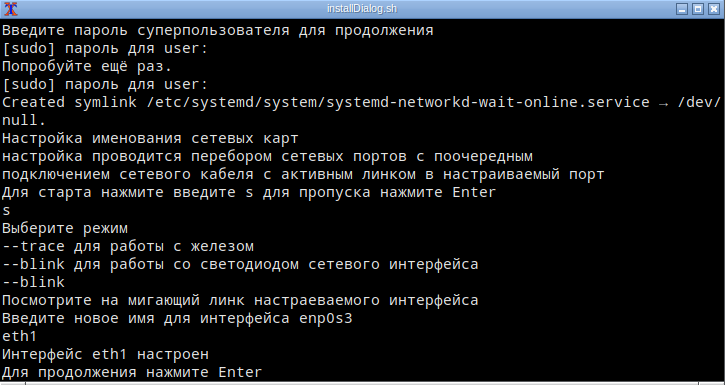 installDialog.sh
Введите пароль суперпользователя для продолжения
[sudo] пароль для user:
Попробуйте ещё раз.
[sudo] пароль для user:
Created symlink /etc/systemd/system/systemd-networkd-wait-online.service → /dev/
null.
Настройка именования сетевых карт
настройка проводится перебором сетевых портов с поочередным
подключением сетевого кабеля с активным линком в настраиваемый порт
Для старта нажмите введите s для пропуска нажмите Enter
s
Выберите режим
--trace для работы с железом
--blink для работы со светодиодом сетевого интерфейса
--blink
Посмотрите на мигающий линк настраеваемого интерфейса
Введите новое имя для интерфейса enp0s3
eth1
Интерфейс eth1 настроен
Для продолжения нажмите Enter